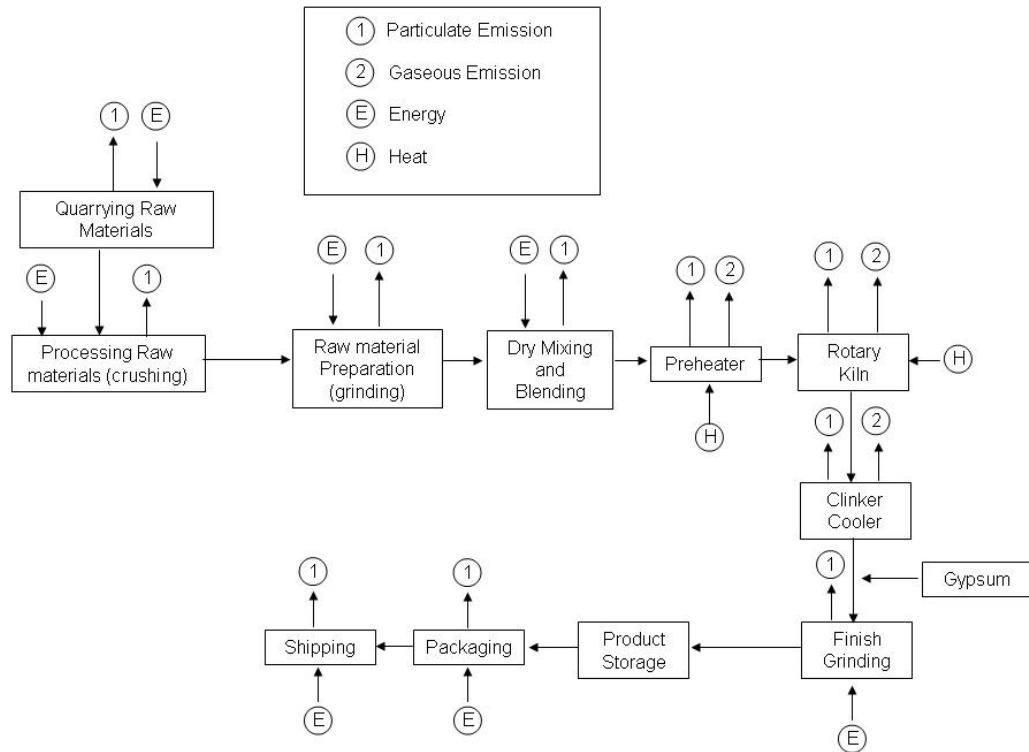 1 Particulate Emission
2 Gaseous Emission
E Energy
H Heat
1 E
Quarrying Raw
Materials
E 1
Processing Raw
materials (crushing)
E 1
Raw material
Preparation
(grinding)
E 1
Dry Mixing
and
Blending
1 2
Preheater
H
1 2
Rotary
Kiln
H
1 2
Clinker
Cooler
Gypsum
1
Finish
Grinding
E
Product
Storage
1
Packaging
E
1
Shipping
E